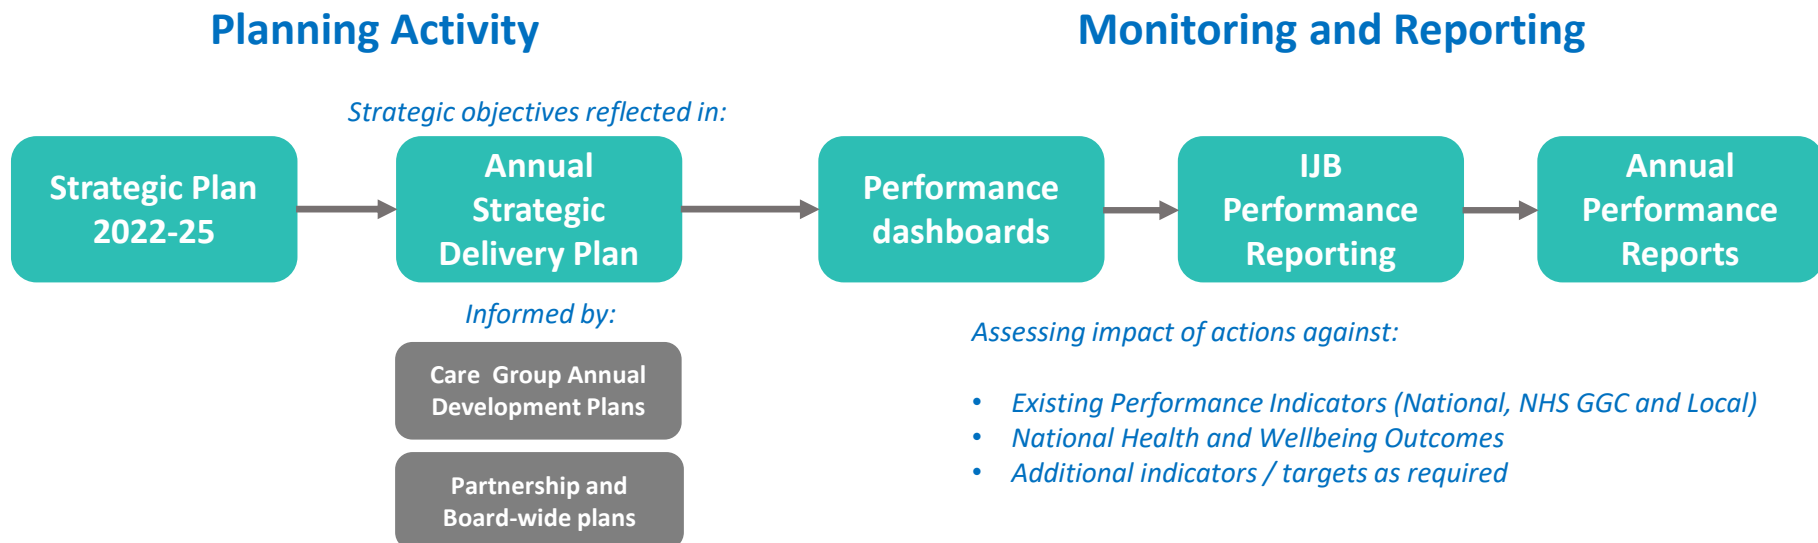 Planning Activity
Monitoring and Reporting
Strategic objectives reflected in:
Strategic Plan
2022-25
Annual
Strategic
Delivery Plan
Performance
dashboards
IJB
Performance
Reporting
Annual
Performance
Reports
Informed by:
Care Group Annual
Development Plans
Partnership and
Board-wide plans
Assessing impact of actions against:
• Existing Performance Indicators (National, NHS GGC and Local)
• National Health and Wellbeing Outcomes
• Additional indicators / targets as required